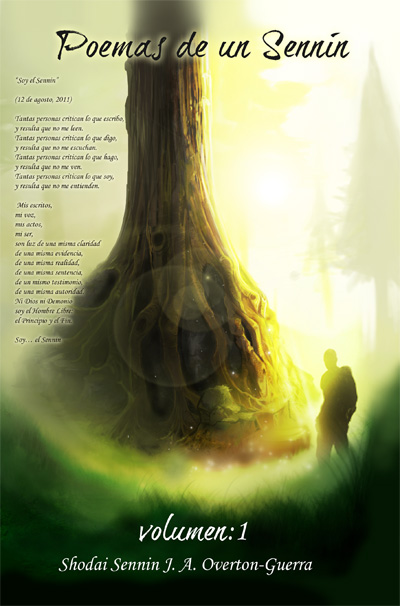 Poemas de un Sennin
"Soy el Sennin"
(12 de agosto, 2011)
Tantas personas critican lo que escribo,
y resulta que no me leen.
Tantas personas critican lo que digo,
y resulta que no me escuchan.
Tantas personas critican lo que hago,
y resulta que no me ven.
Tantas personas critican lo que soy,
y resulta que no me entienden.
Mis escritos,
mi voz,
mis actos,
mi ser,
son luz de una misma claridad
de una misma evidencia,
de una misma realidad,
de una misma sentencia,
de un mismo testimonio,
de una misma autoridad.
Ni Dios ni Demonio
soy el Hombre Libre,
el Principio y el Fin.
Soy... el Sennin
volumen:1
Shodai Sennin J. A. Overton-Guerra